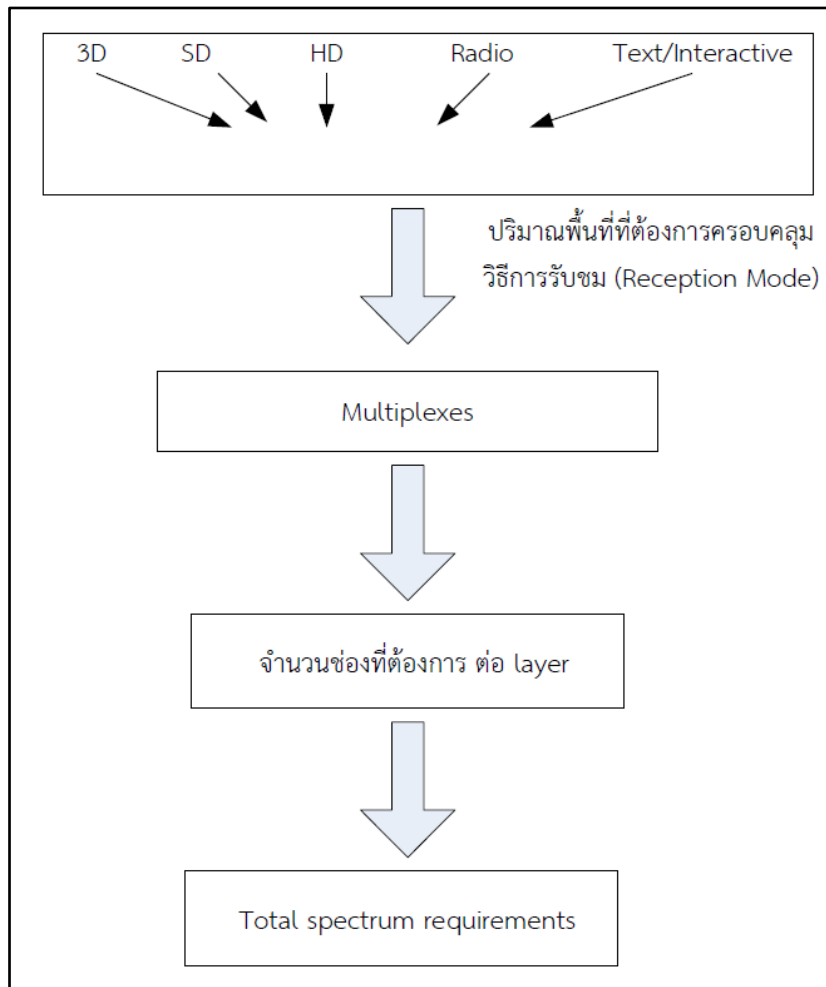 3D SD HD Radio Text/Interactive
ปริมาณพื้นที่ที่ต้องการครอบคลุม
วิธีการรับชม (Reception Mode)
Multiplexes
จำนวนช่องที่ต้องการ ต่อ layer
Total spectrum requirements